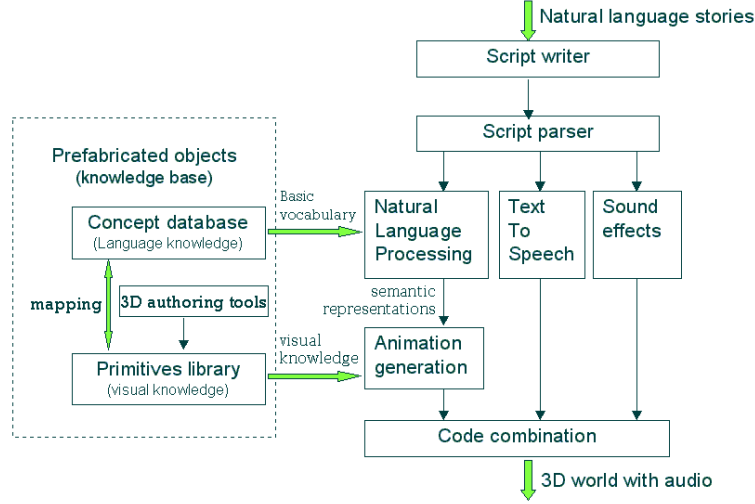 Natural language stories
Script writer
Script parser
Prefabricated objects
(knowledge base)
Concept database
(Language knowledge)
mapping
3D authoring tools
Primitives library
(visual knowledge)
Basic
vocabulary
visual
knowledge
Natural
Language
Processing
Text
To
Speech
Sound
effects
semantic
representations
Animation
generation
Code combination
3D world with audio